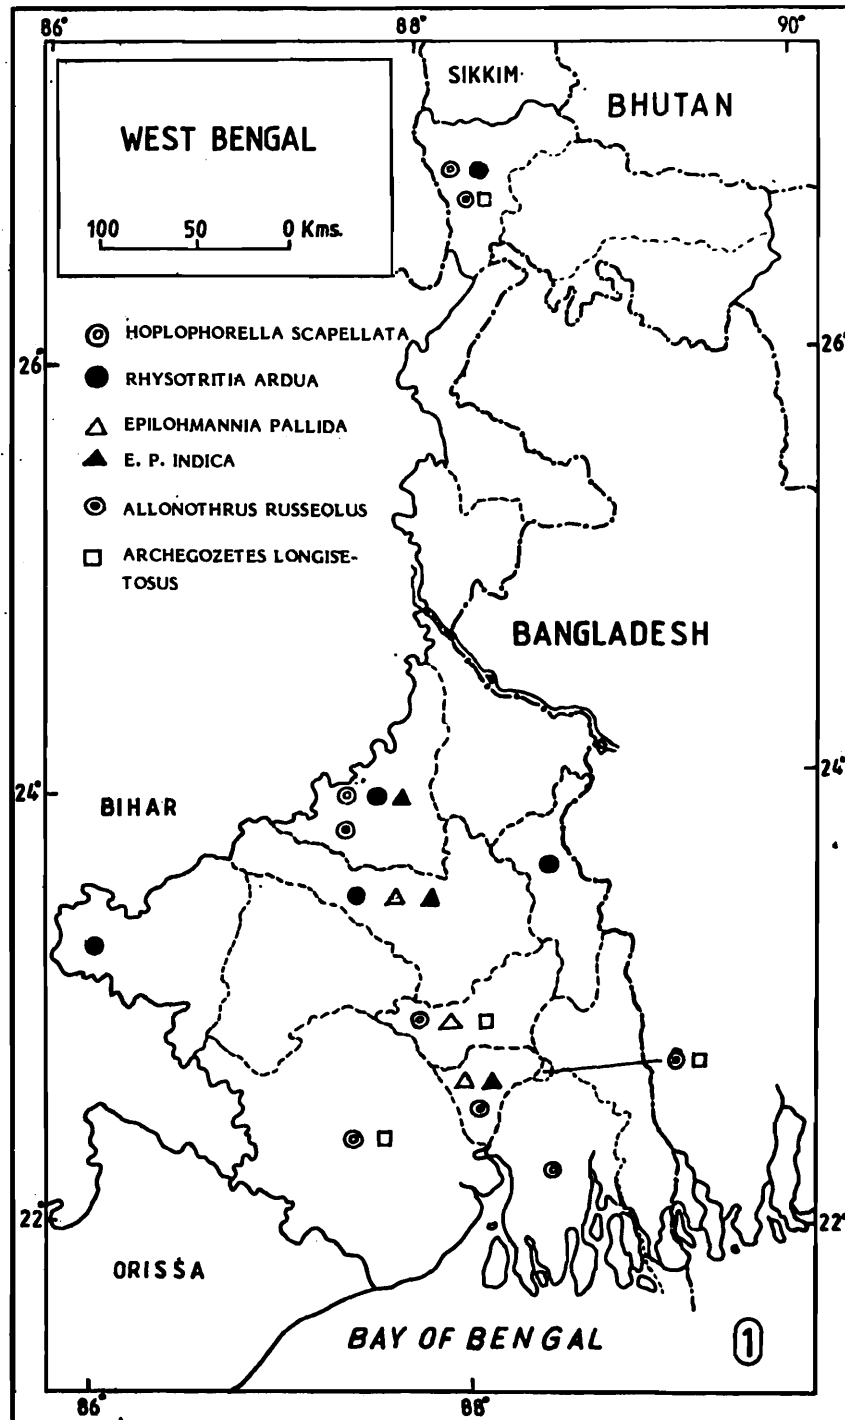 86° 88° 90°
SIKKIM
BHUTAN
WEST BENGAL
100 50 0 Kms.
HOPLOPHORELLA SCAPELLATA
26° 26°
RHYSOTRITIA ARDUA
EPILOHMANNIA PALLIDA
E. P. INDICA
ALLONOTHRUS RUSSEOLUS
ARCHEGOZETES LONGISE-
TOSUS
BANGLADESH
24° 24°
BIHAR
22° 22°
ORISSA
BAY OF BENGAL
1
86° 88°